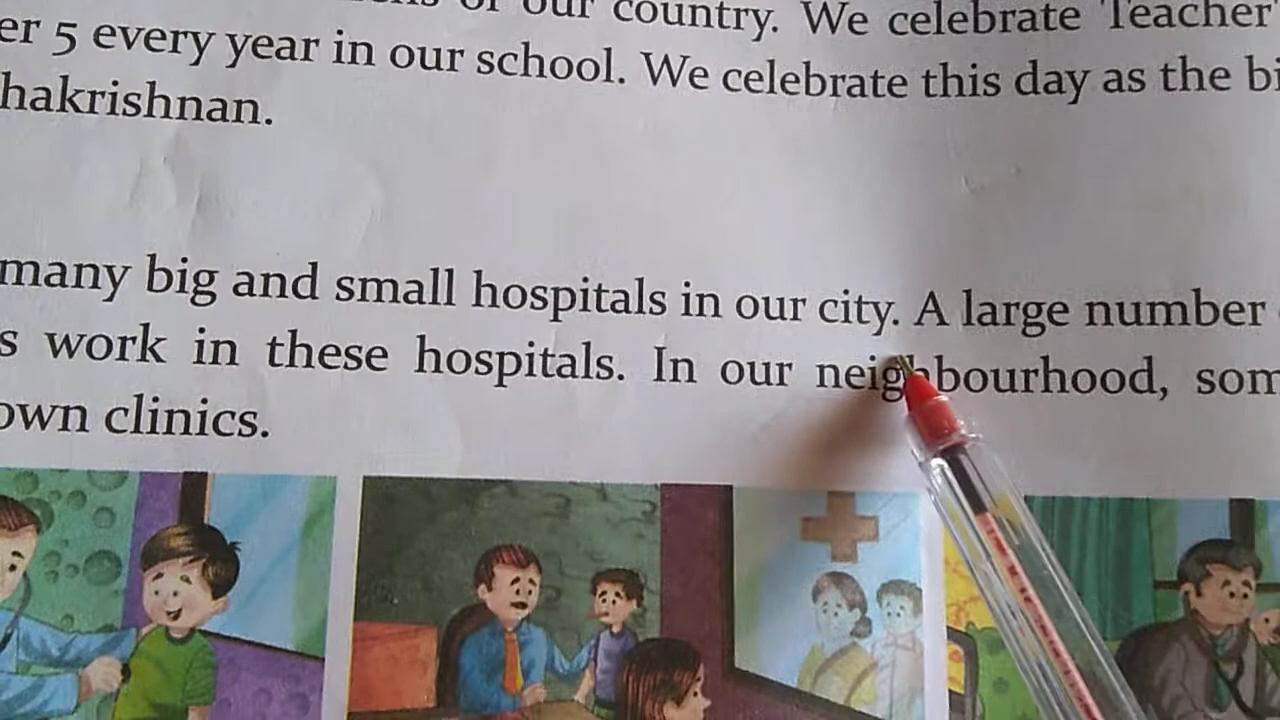 of our country. We celebrate Teacher'
er 5 every year in our school. We celebrate this day as the bi
hakrishnan.
many big and small hospitals in our city. A large number
s work in these hospitals. In our neighbourhood, som
own clinics.